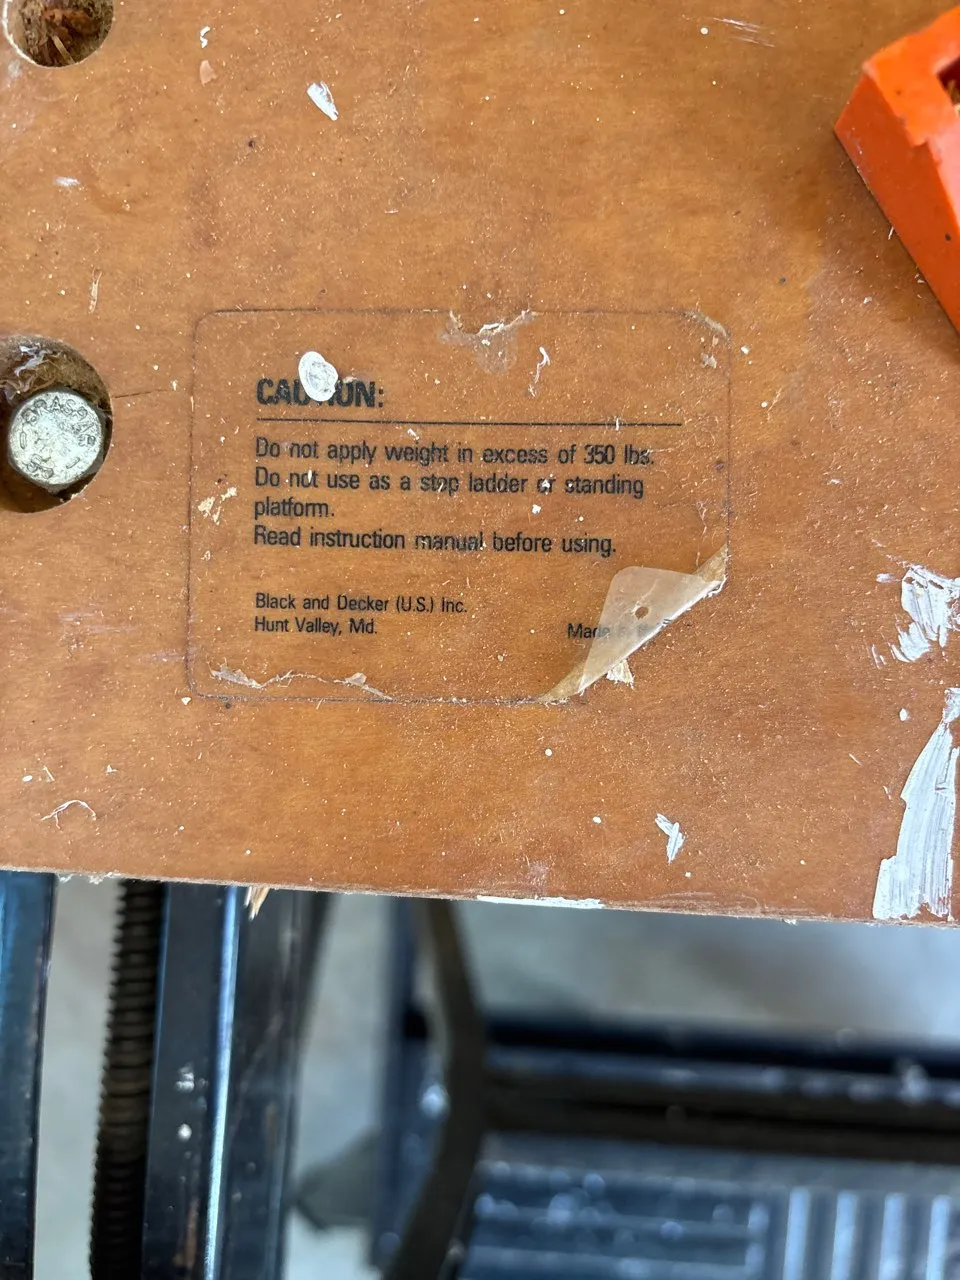 CAUTION:
Do not apply weight in excess of 350 lbs.
Do not use as a step ladder or standing
platform.
Read instruction manual before using.
Black and Decker (U.S.) Inc.
Hunt Valley, Md.
Made